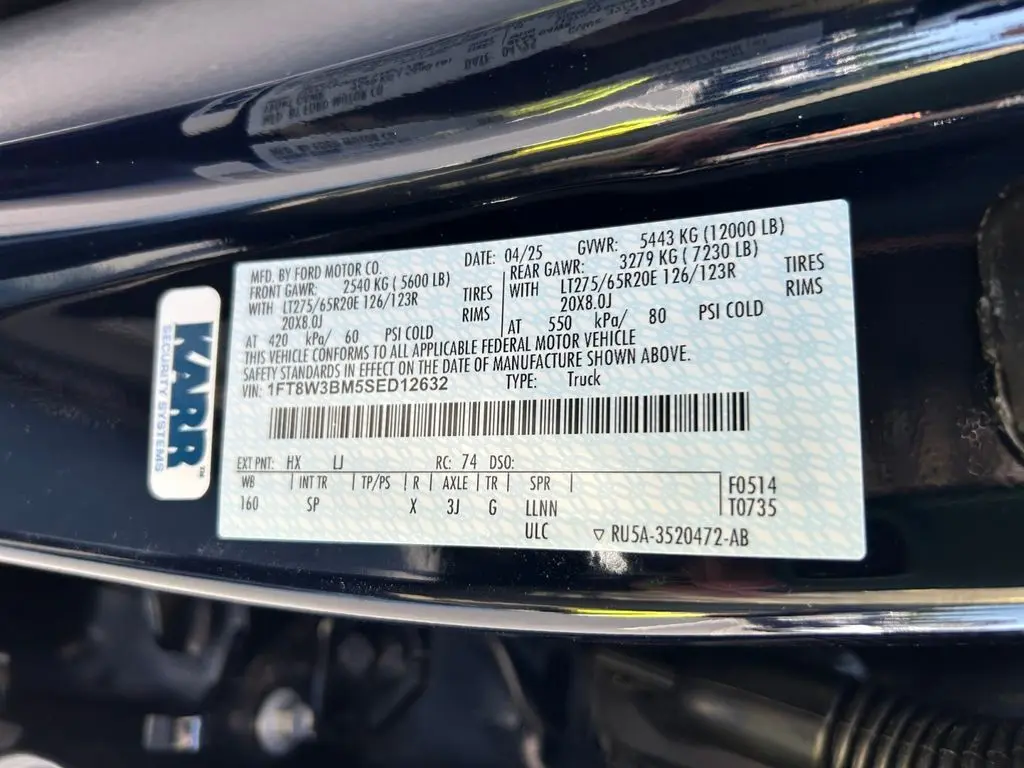 MFD. BY FORD MOTOR CO.
DATE: 04/25 GVWR: 5443 KG (12000 LB)
FRONT GAWR: 2540 KG ( 5600 LB)
REAR GAWR: 3279 KG ( 7230 LB)
WITH LT275/65R20E 126/123R TIRES
WITH LT275/65R20E 126/123R TIRES
20X8.0J RIMS
20X8.0J RIMS
AT 420 kPa/ 60 PSI COLD
AT 550 kPa/ 80 PSI COLD
THIS VEHICLE CONFORMS TO ALL APPLICABLE FEDERAL MOTOR VEHICLE
SAFETY STANDARDS IN EFFECT ON THE DATE OF MANUFACTURE SHOWN ABOVE.
VIN: 1FT8W3BM5SED12632 TYPE: Truck
EXT PNT: HX LJ RC: 74 DSO:
WB INT TR TP/PS R AXLE TR SPR
160 SP X 3J G LLNN
ULC
F0514
T0735
RU5A-3520472-AB
KARR™
SECURITY SYSTEMS